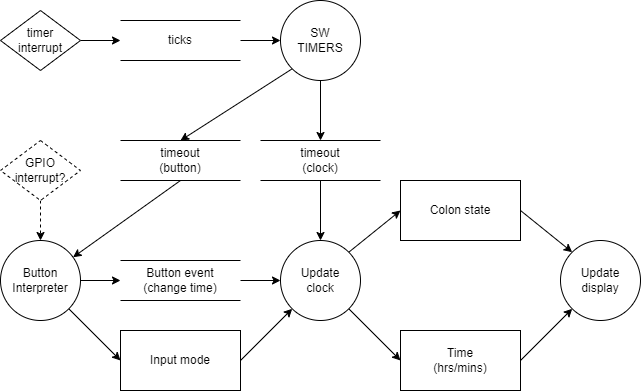 timer
interrupt
ticks
SW
TIMERS
GPIO
interrupt?
timeout
(button)
timeout
(clock)
Colon state
Button
Interpreter
Button event
(change time)
Update
clock
Update
display
Input mode
Time
(hrs/mins)